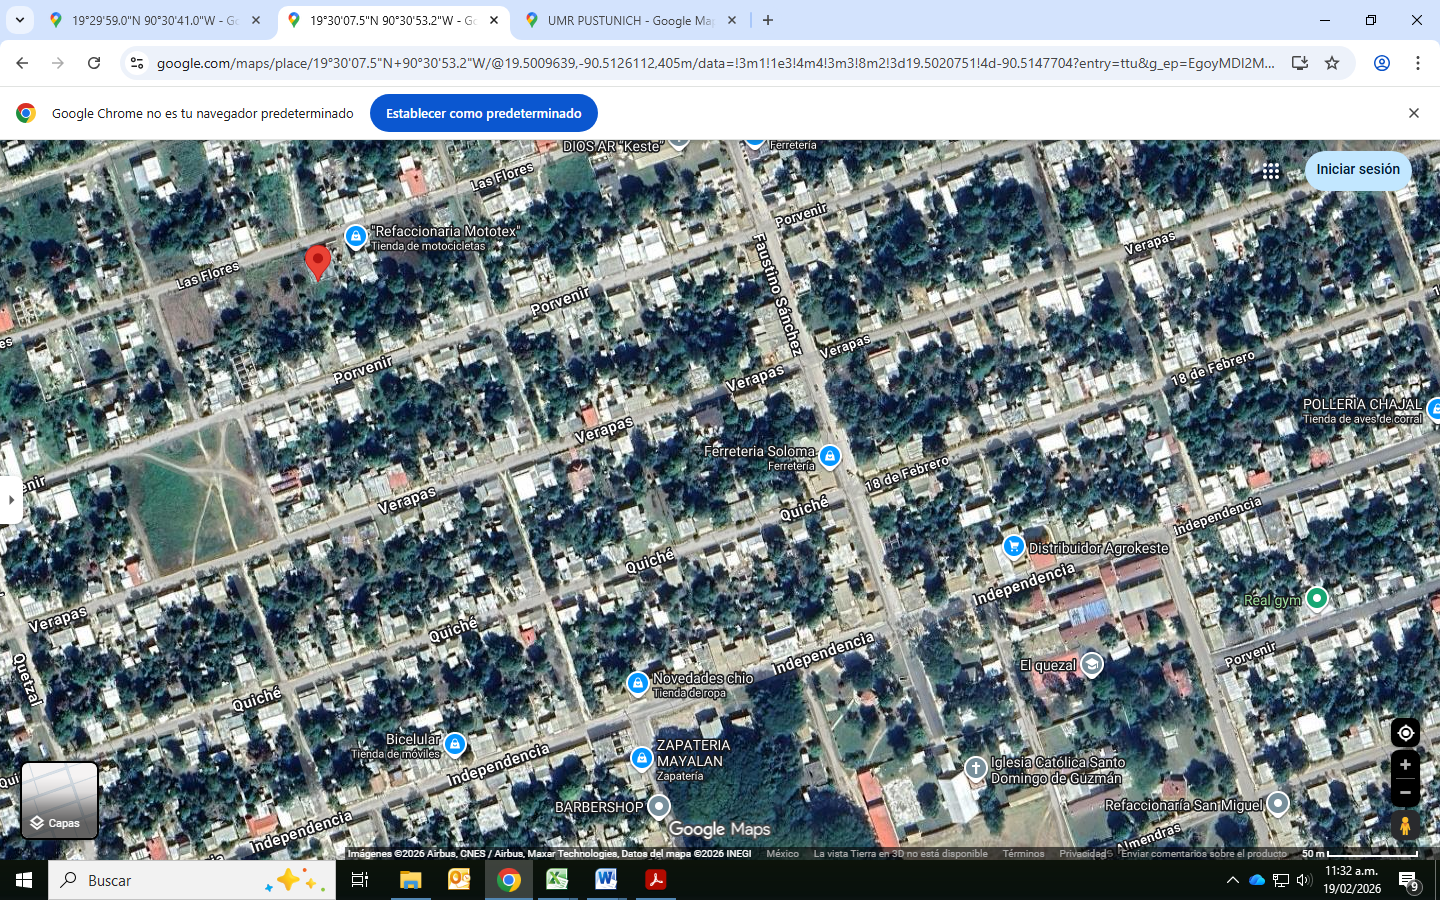 19°29'59.0"N 90°30'41.0"W - Go
19°30'07.5"N 90°30'53.2"W - Go
UMR PUSTUNICH - Google Map
google.com/maps/place/19°30'07.5"N+90°30'53.2"W/@19.5009639,-90.5126112,405m/data=!3m1!1e3!4m4!3m3!8m2!3d19.5020751!4d-90.5147704?entry=ttu&g_ep=EgoyMDI2M...
Google Chrome no es tu navegador predeterminado
Establecer como predeterminado
DIOS AR "Keste"
Ferretería
Iniciar sesión
Las Flores
Porvenir
"Refaccionaria Mototex"
Tienda de motocicletas
Verapas
Faustino Sánchez
Las Flores
Porvenir
es
Verapas
Porvenir
18 de Febrero
Verapas
POLLERIA CHAJAL
Tienda de aves de corral
Verapas
Ferreteria Soloma
Ferretería
18 de Febrero
Verapas
Quiché
Independencia
enir
Distribuidor Agrokeste
Quiché
Independencia
Real gym
Verapas
Quiché
Independencia
Porvenir
El quezal
Quetzal
Novedades chio
Tienda de ropa
Quiché
Bicelular
Tienda de móviles
ZAPATERIA
MAYALAN
Zapatería
Independencia
Iglesia Católica Santo
Domingo de Guzmán
Qui
BARBERSHOP
Refaccionaría San Miguel
Capas
Independencia
Google Maps
Almendras
Imágenes ©2026 Airbus, CNES / Airbus, Maxar Technologies, Datos del mapa ©2026 INEGI
México
La vista Tierra en 3D no está disponible
Términos
Privacidad
Enviar comentarios sobre el producto
50 m
Buscar
11:32 a.m.
19/02/2026
9